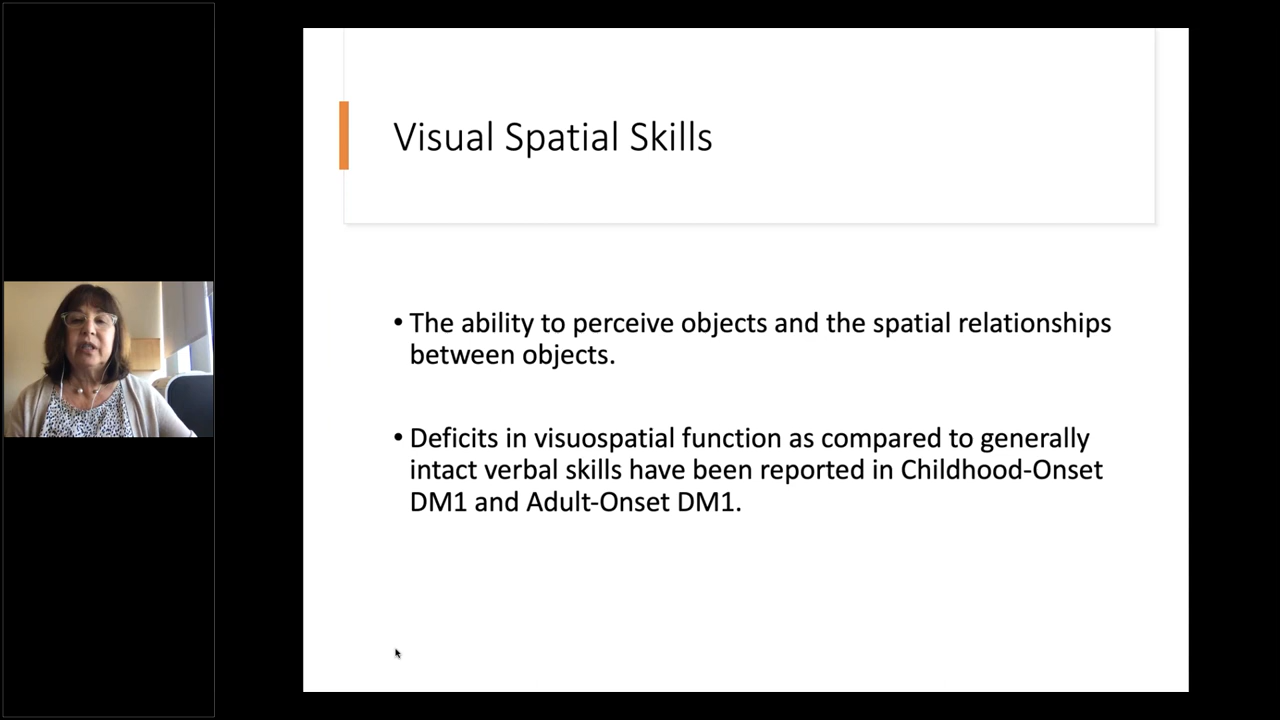 Visual Spatial Skills
• The ability to perceive objects and the spatial relationships
between objects.
• Deficits in visuospatial function as compared to generally
intact verbal skills have been reported in Childhood-Onset
DM1 and Adult-Onset DM1.